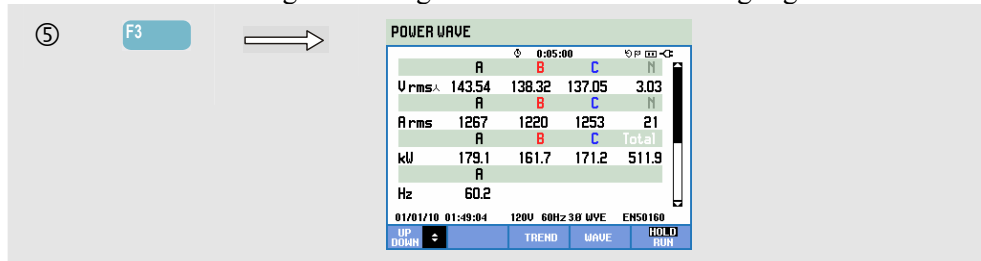 ⑤ F3
POWER WAVE
0:05:00
A B C N
V rms 143.54 138.32 137.05 3.03
A B C N
A rms 1267 1220 1253 21
A B C Total
kW 179.1 161.7 171.2 511.9
A
Hz 60.2
01/01/10 01:49:04 120V 60Hz 3Ø WYE EN50160
UP DOWN TREND WAVE HOLD RUN